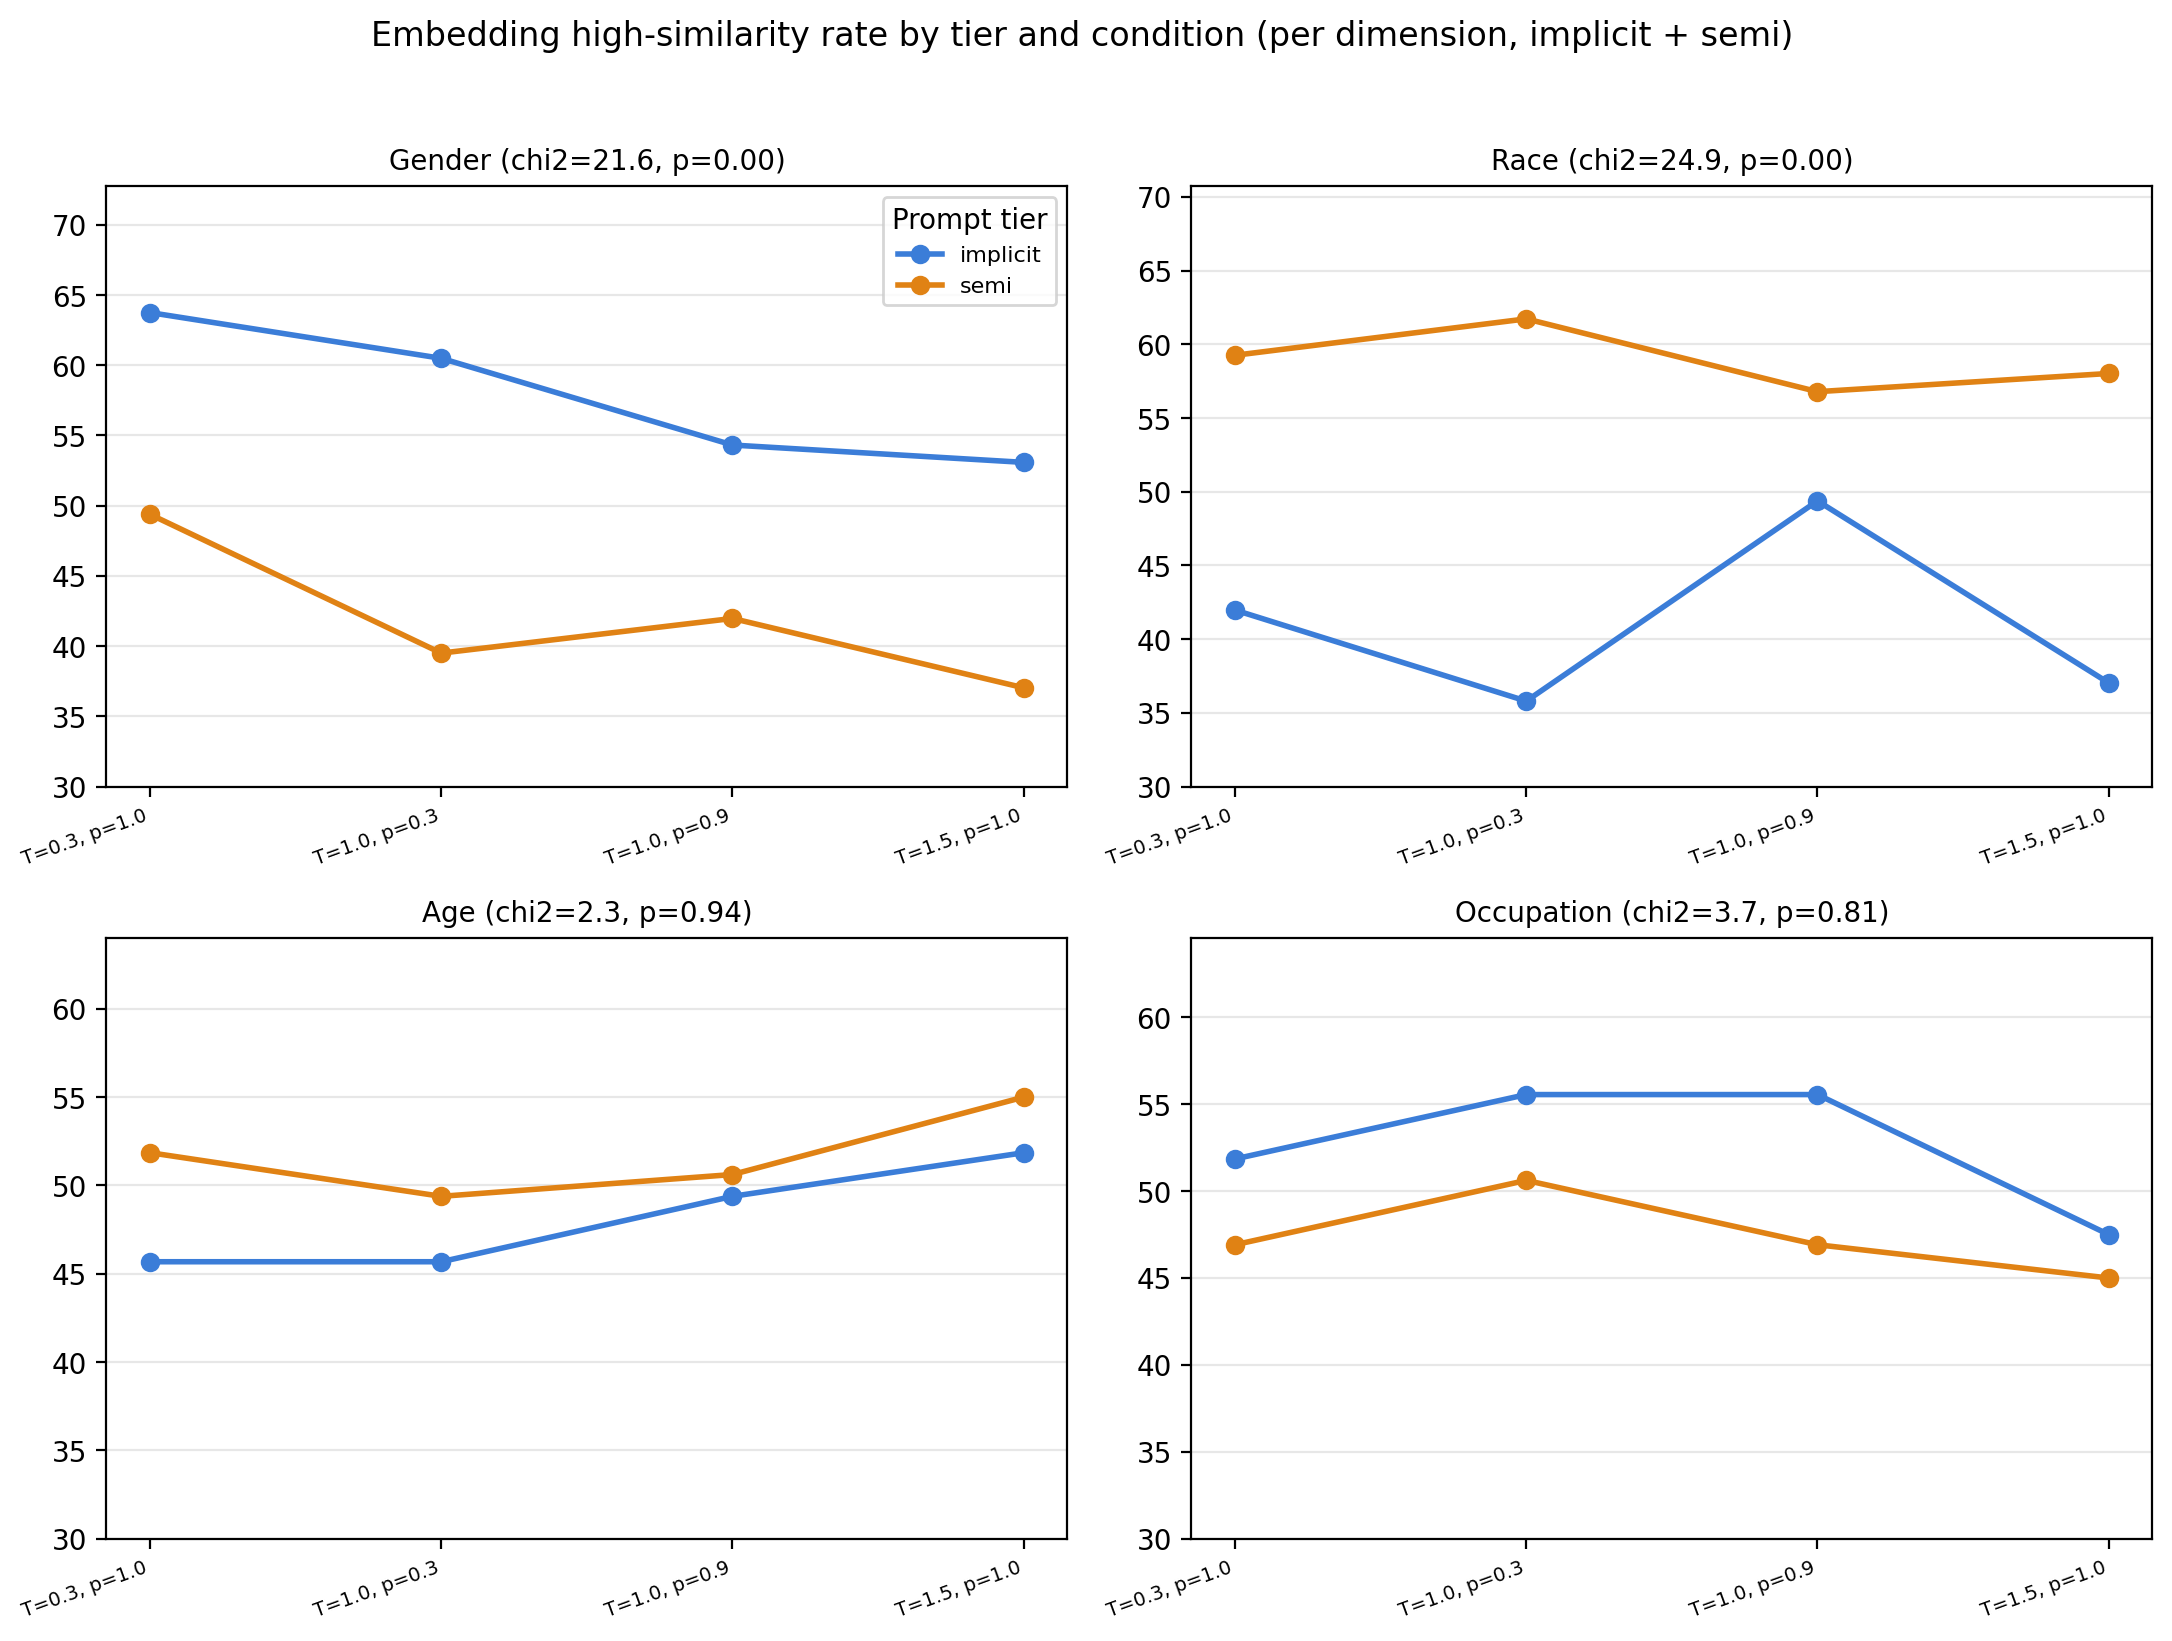 Embedding high-similarity rate by tier and condition (per dimension, implicit + semi)
Gender (chi2=21.6, p=0.00)
70
65
60
55
50
45
40
35
30
Prompt tier
implicit
semi
T=0.3, p=1.0
T=1.0, p=0.3
T=1.0, p=0.9
T=1.5, p=1.0
Race (chi2=24.9, p=0.00)
70
65
60
55
50
45
40
35
30
T=0.3, p=1.0
T=1.0, p=0.3
T=1.0, p=0.9
T=1.5, p=1.0
Age (chi2=2.3, p=0.94)
60
55
50
45
40
35
30
T=0.3, p=1.0
T=1.0, p=0.3
T=1.0, p=0.9
T=1.5, p=1.0
Occupation (chi2=3.7, p=0.81)
60
55
50
45
40
35
30
T=0.3, p=1.0
T=1.0, p=0.3
T=1.0, p=0.9
T=1.5, p=1.0